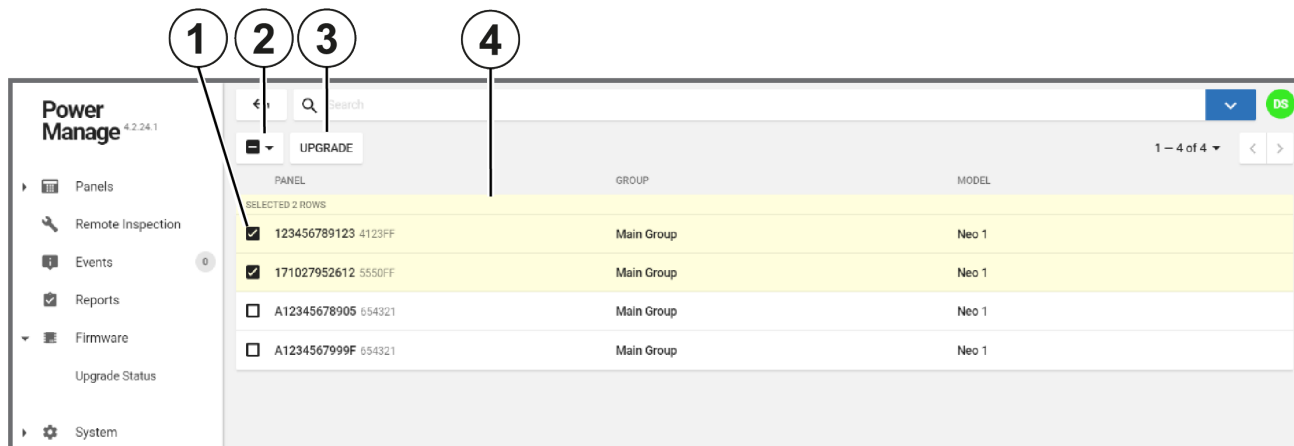 1 2 3 4
Power
Manage 4.2.24.1
Search
DS
UPGRADE
1 – 4 of 4
PANEL GROUP MODEL
Panels
SELECTED 2 ROWS
Remote Inspection
123456789123 4123FF Main Group Neo 1
Events 0
171027952612 5550FF Main Group Neo 1
Reports
A12345678905 654321 Main Group Neo 1
Firmware
A1234567999F 654321 Main Group Neo 1
Upgrade Status
System